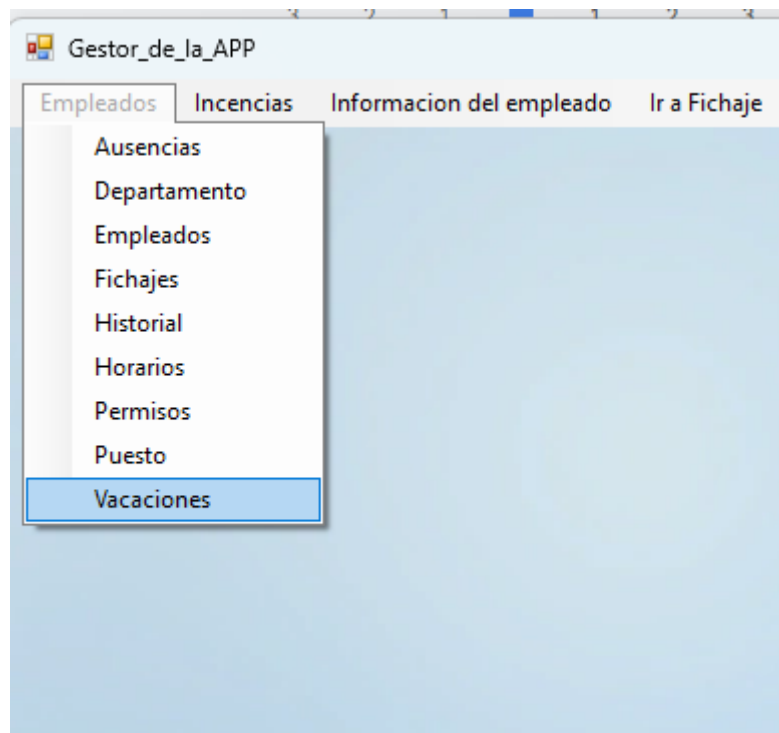 Gestor_de_la_APP
Empleados Incencias Informacion del empleado Ir a Fichaje
Ausencias
Departamento
Empleados
Fichajes
Historial
Horarios
Permisos
Puesto
Vacaciones